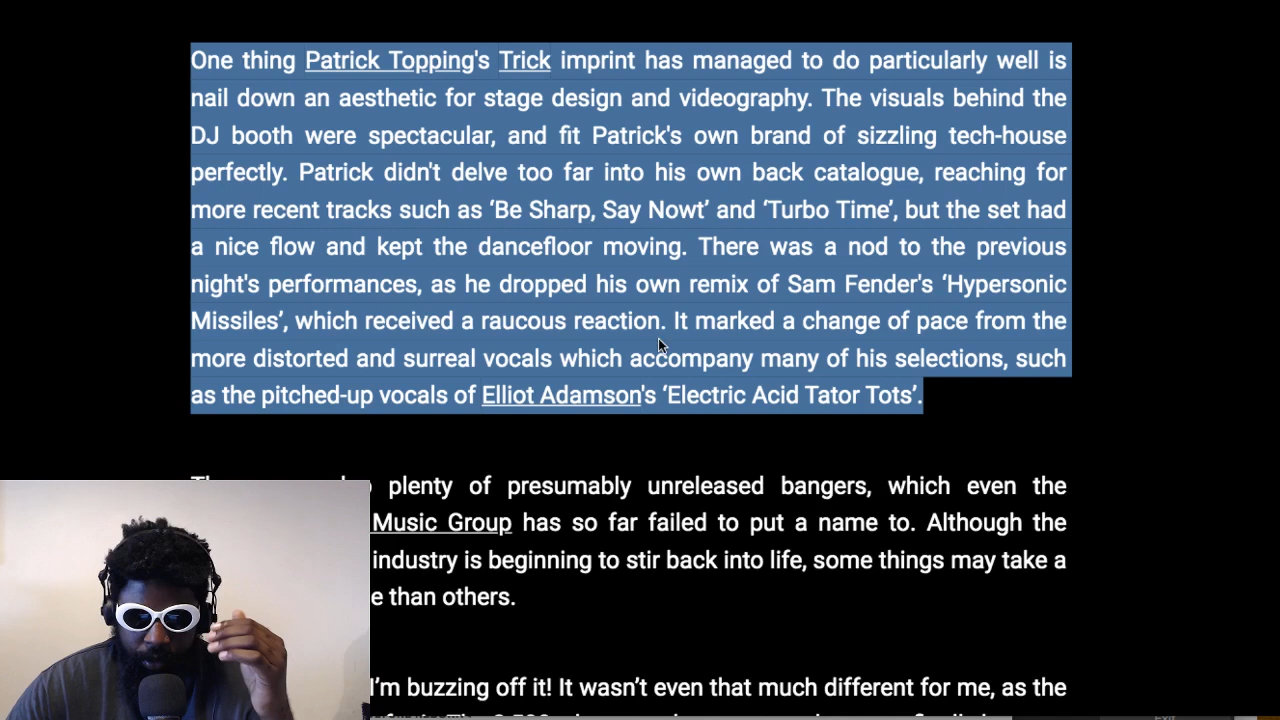 One thing Patrick Topping's Trick imprint has managed to do particularly well is
nail down an aesthetic for stage design and videography. The visuals behind the
DJ booth were spectacular, and fit Patrick's own brand of sizzling tech-house
perfectly. Patrick didn't delve too far into his own back catalogue, reaching for
more recent tracks such as ‘Be Sharp, Say Nowt’ and ‘Turbo Time’, but the set had
a nice flow and kept the dancefloor moving. There was a nod to the previous
night's performances, as he dropped his own remix of Sam Fender's ‘Hypersonic
Missiles’, which received a raucous reaction. It marked a change of pace from the
more distorted and surreal vocals which accompany many of his selections, such
as the pitched-up vocals of Elliot Adamson's ‘Electric Acid Tator Tots’.
plenty of presumably unreleased bangers, which even the
Music Group has so far failed to put a name to. Although the
industry is beginning to stir back into life, some things may take a
than others.
I’m buzzing off it! It wasn’t even that much different for me, as the